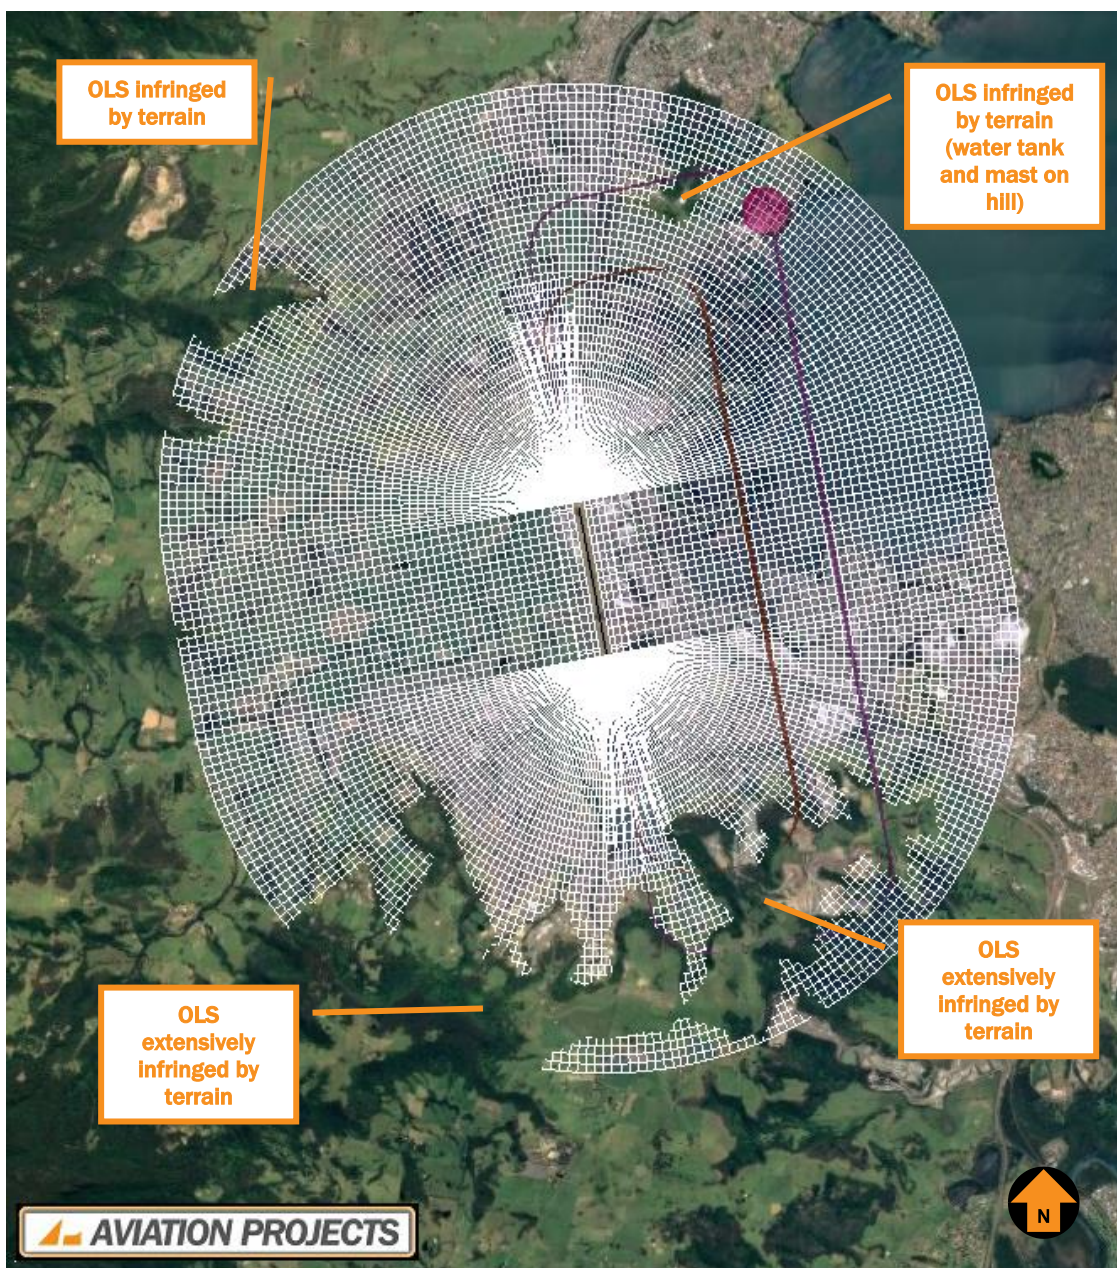 OLS infringed
by terrain
OLS infringed
by terrain
(water tank
and mast on
hill)
OLS
extensively
infringed by
terrain
OLS
extensively
infringed by
terrain
AVIATION PROJECTS
N